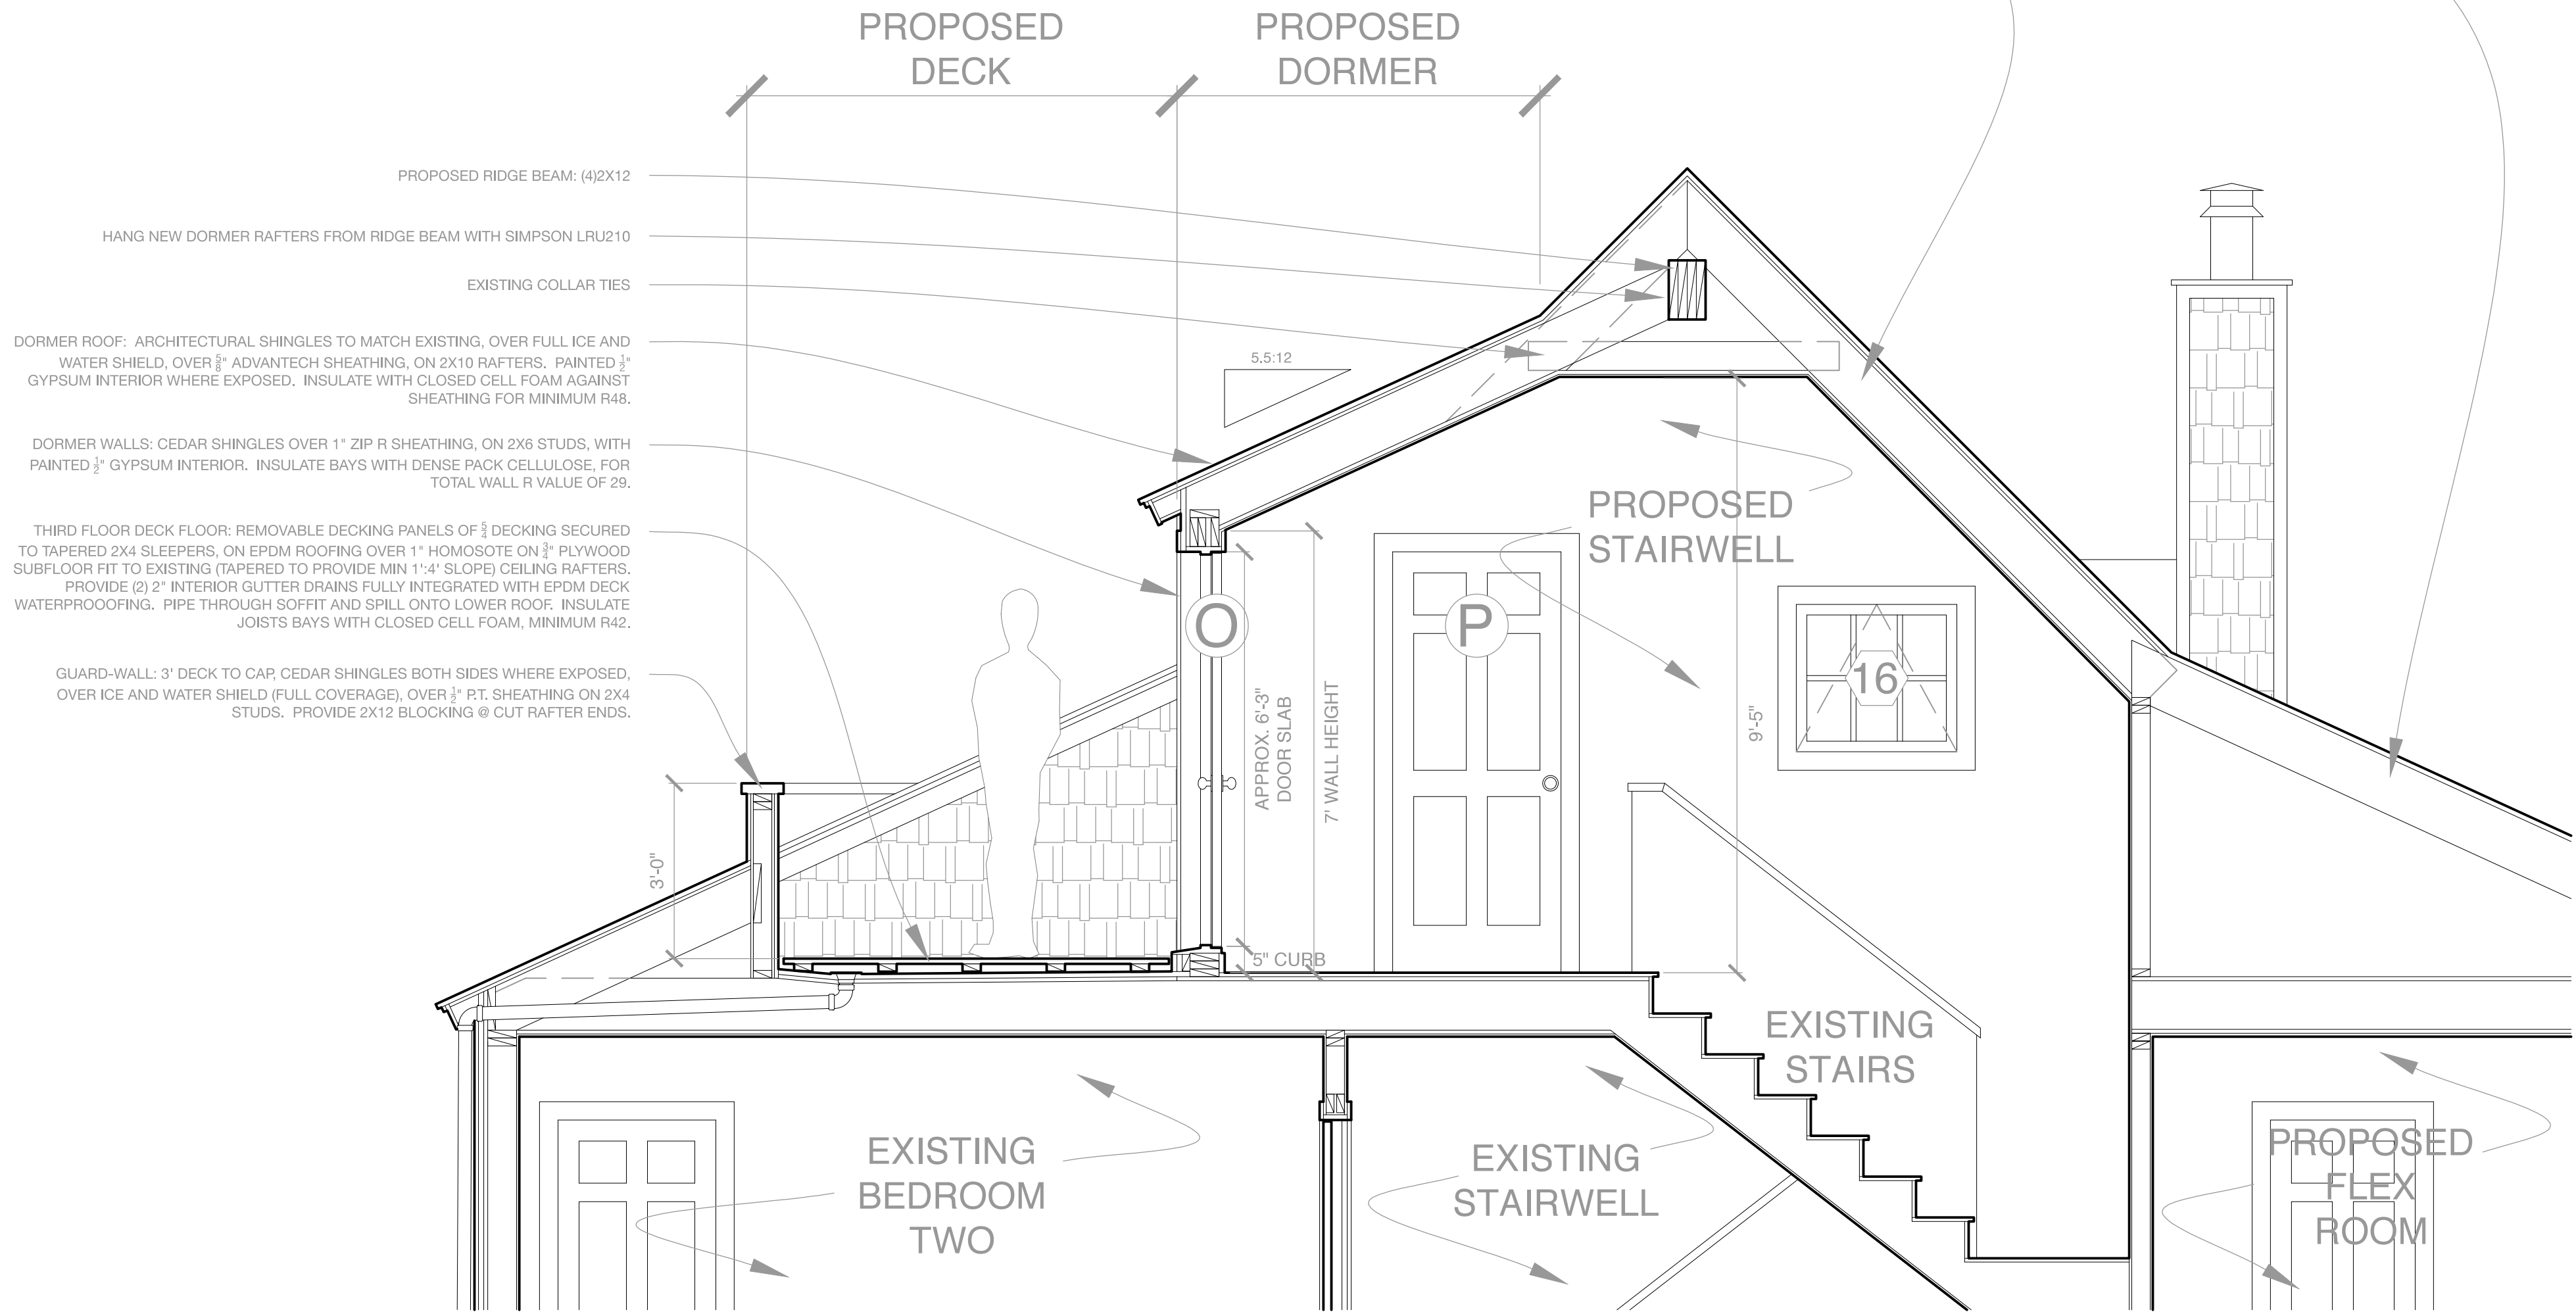 PROPOSED
DECK
PROPOSED
DORMER
PROPOSED RIDGE BEAM: (4)2X12
HANG NEW DORMER RAFTERS FROM RIDGE BEAM WITH SIMPSON LRU210
EXISTING COLLAR TIES
DORMER ROOF: ARCHITECTURAL SHINGLES TO MATCH EXISTING, OVER FULL ICE AND
WATER SHIELD, OVER 5/8" ADVANTECH SHEATHING, ON 2X10 RAFTERS. PAINTED 1/2"
GYPSUM INTERIOR WHERE EXPOSED. INSULATE WITH CLOSED CELL FOAM AGAINST
SHEATHING FOR MINIMUM R48.
DORMER WALLS: CEDAR SHINGLES OVER 1" ZIP R SHEATHING, ON 2X6 STUDS, WITH
PAINTED 1/2" GYPSUM INTERIOR. INSULATE BAYS WITH DENSE PACK CELLULOSE, FOR
TOTAL WALL R VALUE OF 29.
THIRD FLOOR DECK FLOOR: REMOVABLE DECKING PANELS OF 5/4 DECKING SECURED
TO TAPERED 2X4 SLEEPERS, ON EPDM ROOFING OVER 1" HOMOSOTE ON 3/4" PLYWOOD
SUBFLOOR FIT TO EXISTING (TAPERED TO PROVIDE MIN 1':4' SLOPE) CEILING RAFTERS.
PROVIDE (2) 2" INTERIOR GUTTER DRAINS FULLY INTEGRATED WITH EPDM DECK
WATERPROOOFING. PIPE THROUGH SOFFIT AND SPILL ONTO LOWER ROOF. INSULATE
JOISTS BAYS WITH CLOSED CELL FOAM, MINIMUM R42.
GUARD-WALL: 3' DECK TO CAP, CEDAR SHINGLES BOTH SIDES WHERE EXPOSED,
OVER ICE AND WATER SHIELD (FULL COVERAGE), OVER 1/2" P.T. SHEATHING ON 2X4
STUDS. PROVIDE 2X12 BLOCKING @ CUT RAFTER ENDS.
5.5:12
PROPOSED
STAIRWELL
O
P
16
APPROX. 6'-3"
DOOR SLAB
7' WALL HEIGHT
9'-5"
3'-0"
5" CURB
EXISTING
STAIRS
EXISTING
BEDROOM
TWO
EXISTING
STAIRWELL
PROPOSED
FLEX
ROOM